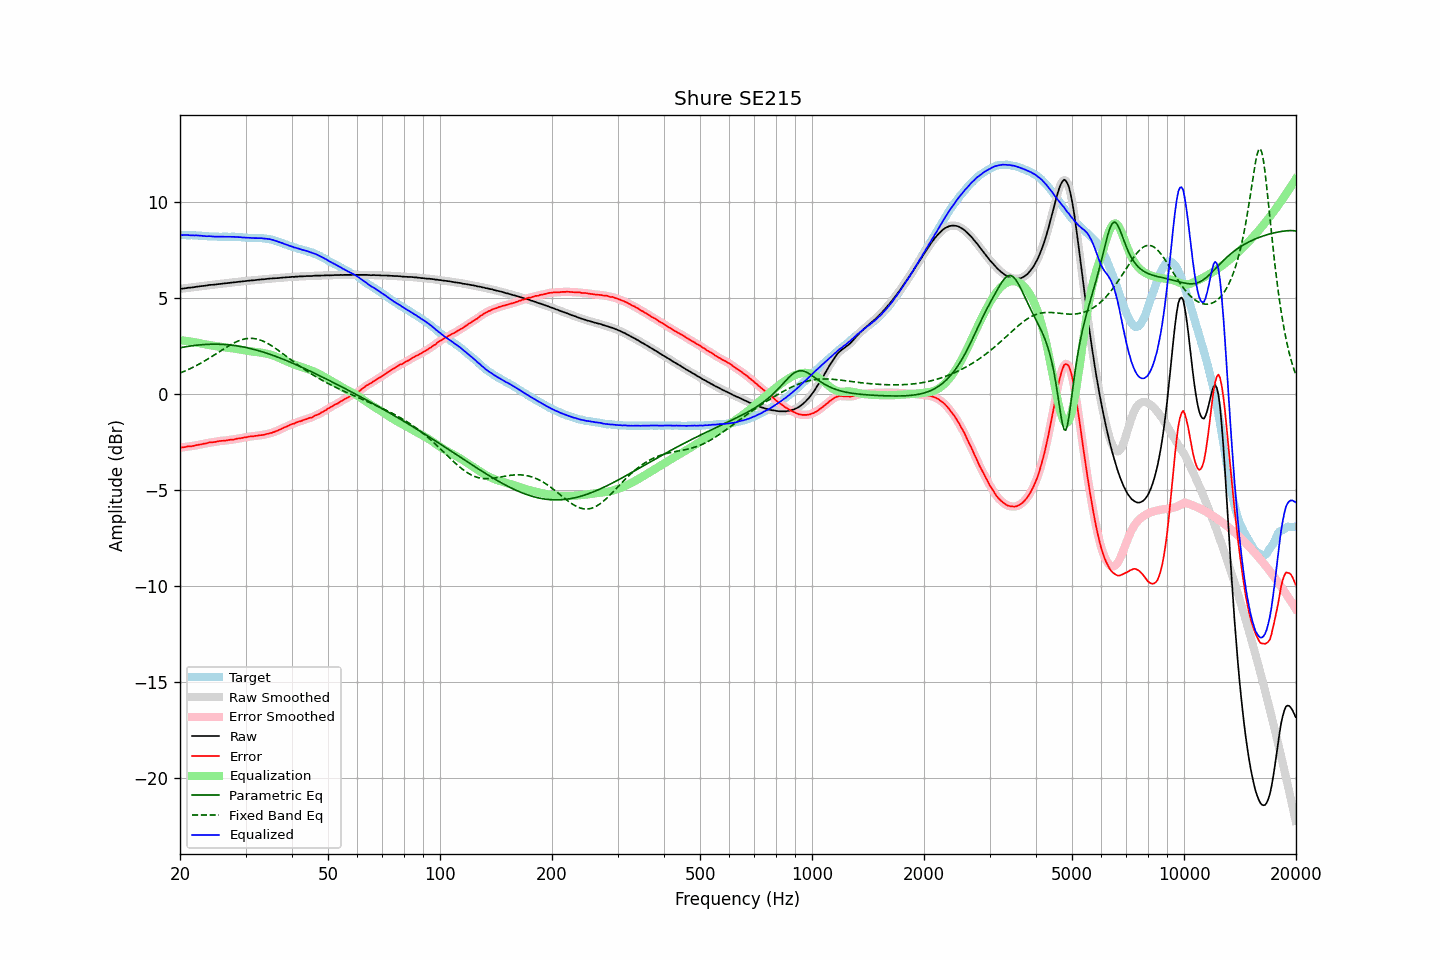 Shure SE215
10
5
0
−5
−10
−15
−20
Amplitude (dBr)
Target
Raw Smoothed
Error Smoothed
Raw
Error
Equalization
Parametric Eq
Fixed Band Eq
Equalized
20 50 100 200 500 1000 2000 5000 10000 20000
Frequency (Hz)